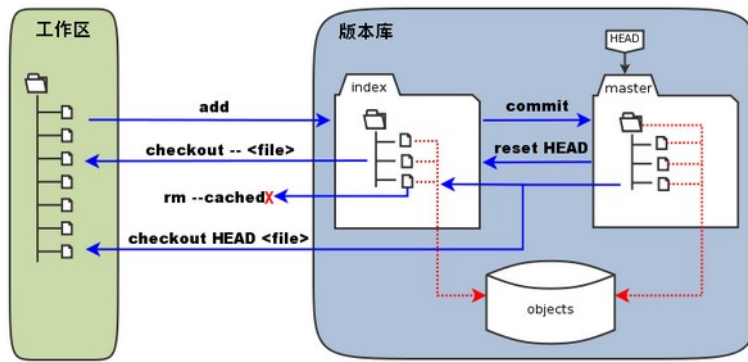 工作区
版本库
HEAD
index
master
add
commit
checkout -- <file>
reset HEAD
rm --cached
X
checkout HEAD <file>
objects